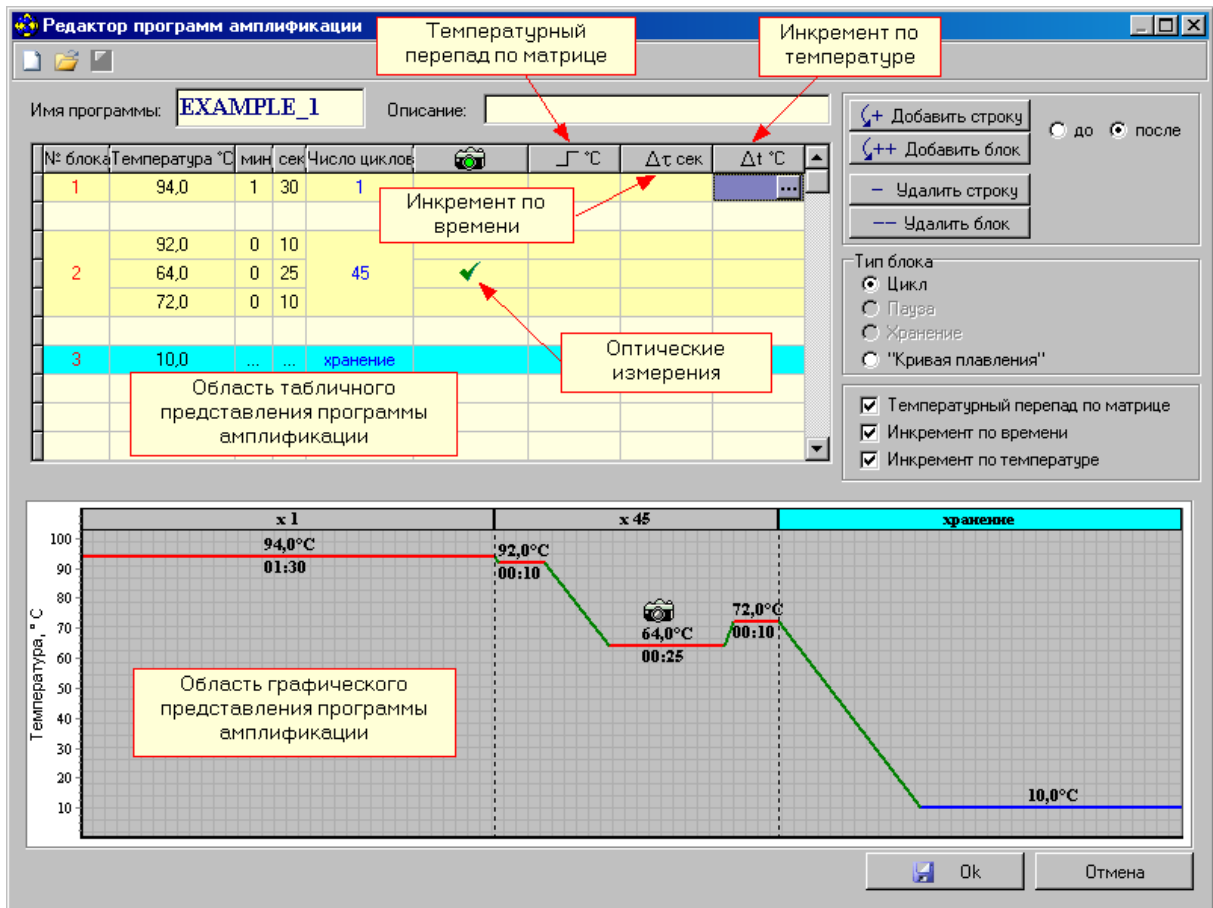 Редактор программ амплификации
Температурный
перепад по матрице
Инкремент по
температуре
Имя программы: EXAMPLE_1 Описание:
№ блока Температура °C мин сек Число циклов °C Δτ сек Δt °C
1 94,0 1 30 1 ...
Инкремент по
времени
92,0 0 10
2 64,0 0 25 45
72,0 0 10
3 10,0 ... ... хранение
Оптические
измерения
Область табличного
представления программы
амплификации
Добавить строку
Добавить блок
до после
Удалить строку
Удалить блок
Тип блока
Цикл
Пауза
Хранение
"Кривая плавления"
Температурный перепад по матрице
Инкремент по времени
Инкремент по температуре
x 1 x 45 хранение
Температура, °C
100
90
80
70
60
50
40
30
20
10
94,0°C
01:30
92,0°C
00:10
64,0°C
00:25
72,0°C
00:10
10,0°C
Область графического
представления программы
амплификации
Ok Отмена